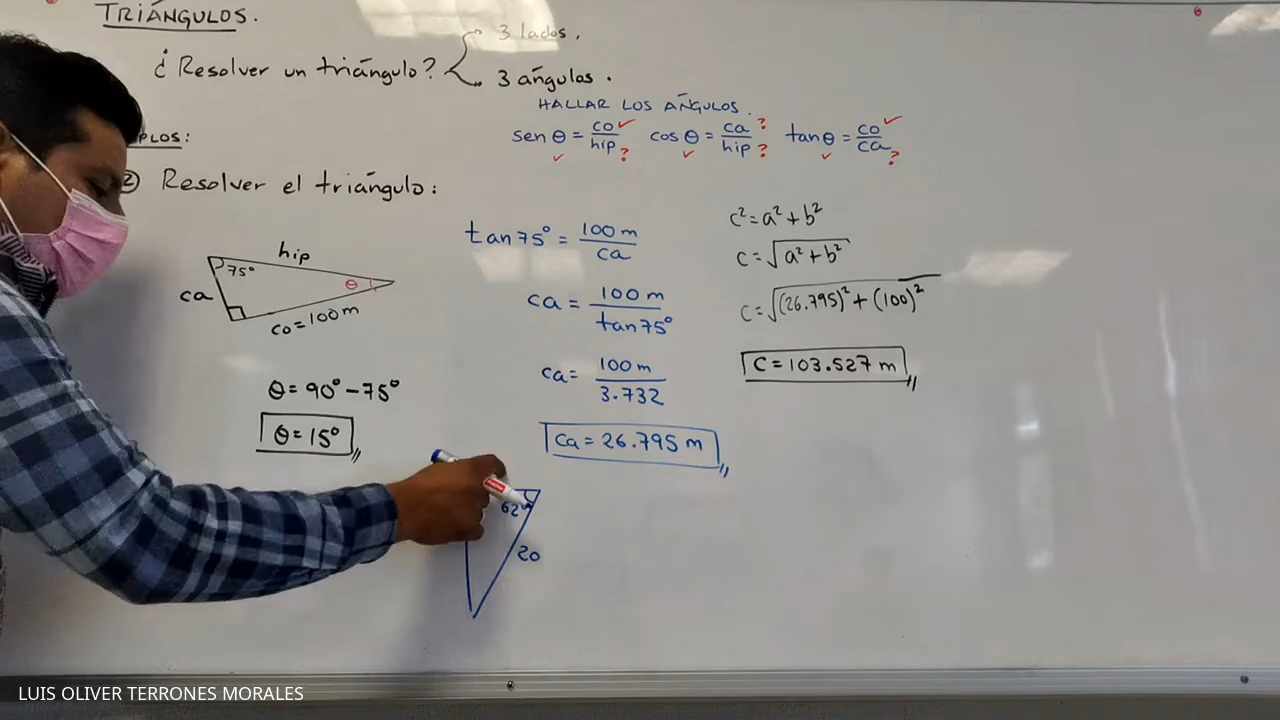 TRIÁNGULOS.
¿Resolver un triángulo?
3 lados.
3 ángulos.
HALLAR LOS ÁNGULOS.
sen θ = co/hip ? cos θ = ca/hip ? ? tan θ = co/ca ?
PLOS:
2) Resolver el triángulo:
hip
75°
θ
ca
co = 100 m
θ = 90° - 75°
θ = 15°
tan 75° = 100 m/ca
ca = 100 m/tan 75°
ca = 100 m/3.732
ca = 26.795 m
c² = a² + b²
c = √(a² + b²)
c = √((26.795)² + (100)²)
C = 103.527 m
62
20
LUIS OLIVER TERRONES MORALES